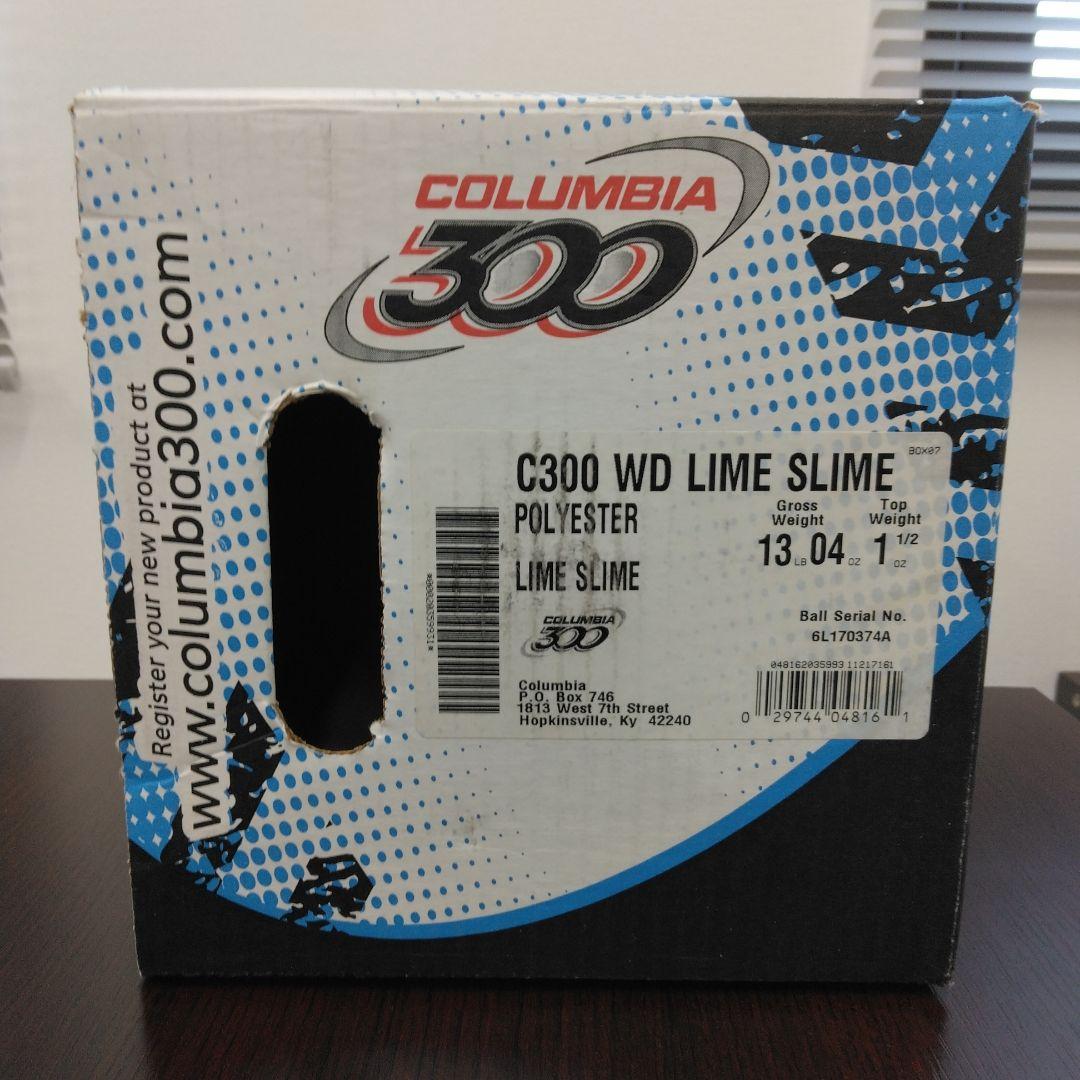 COLUMBIA
300
Register your new product at
www.columbia300.com
C300 WD LIME SLIME
BOX07
POLYESTER
Gross Weight
Top Weight
13 LB 04 OZ
1 1/2 OZ
LIME SLIME
COLUMBIA
300
Ball Serial No.
6L170374A
Columbia
P.O. Box 746
1813 West 7th Street
Hopkinsville, Ky 42240
048162035993 11217161
0 29744 04816 1